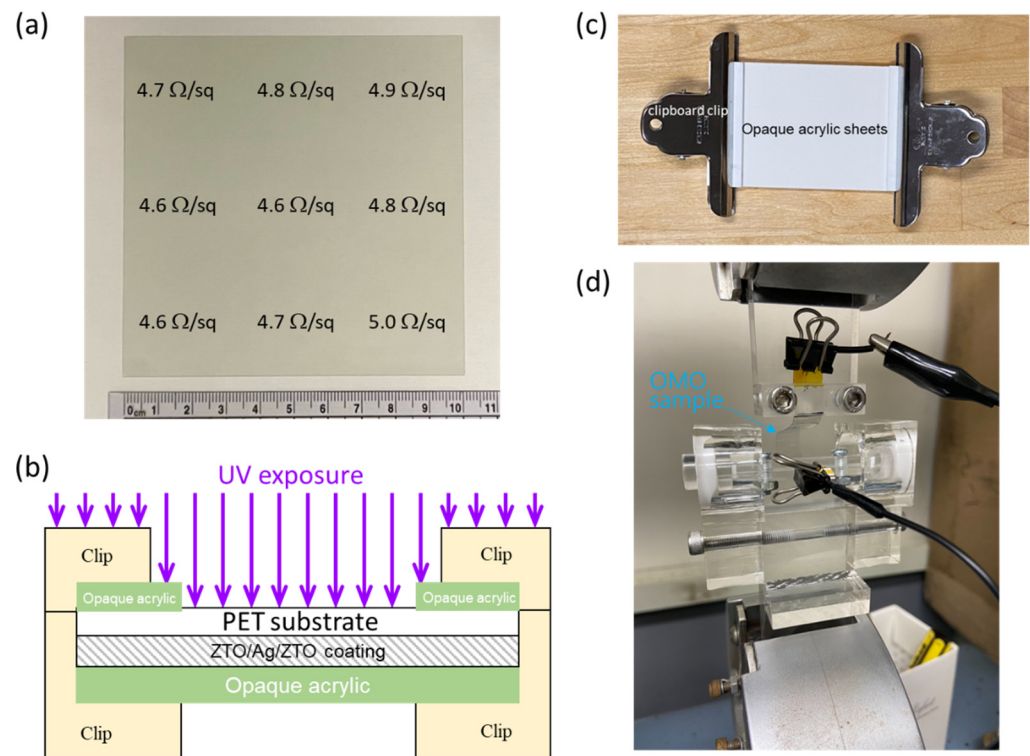 (a)
4.7 Ω/sq 4.8 Ω/sq 4.9 Ω/sq
4.6 Ω/sq 4.6 Ω/sq 4.8 Ω/sq
4.6 Ω/sq 4.7 Ω/sq 5.0 Ω/sq
0cm 1 2 3 4 5 6 7 8 9 10 11
(b)
UV exposure
Clip Clip
Opaque acrylic Opaque acrylic
PET substrate
ZTO/Ag/ZTO coating
Opaque acrylic
Clip Clip
(c)
clipboard clip
Opaque acrylic sheets
(d)
OMO
sample